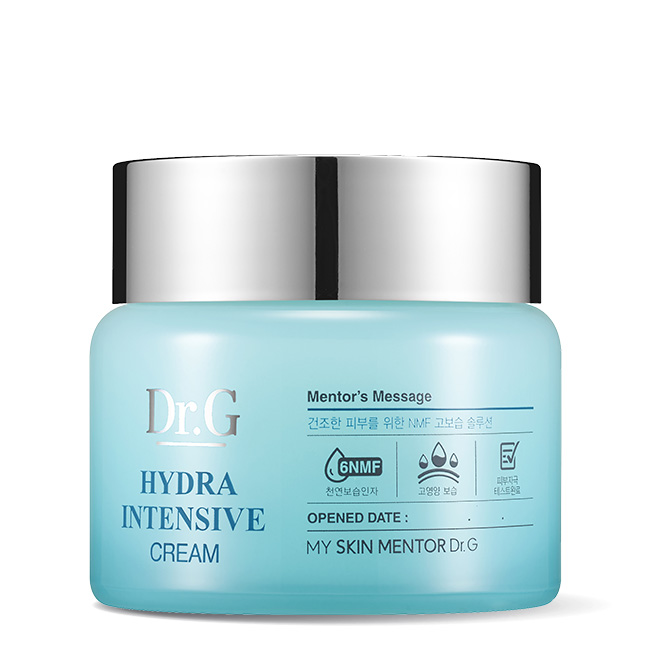 Dr.G
HYDRA
INTENSIVE
CREAM
Mentor's Message
건조한 피부를 위한 NMF 고보습 솔루션
6NMF
천연보습인자
고영양 보습
피부자극
테스트완료
OPENED DATE : . .
MY SKIN MENTOR Dr.G